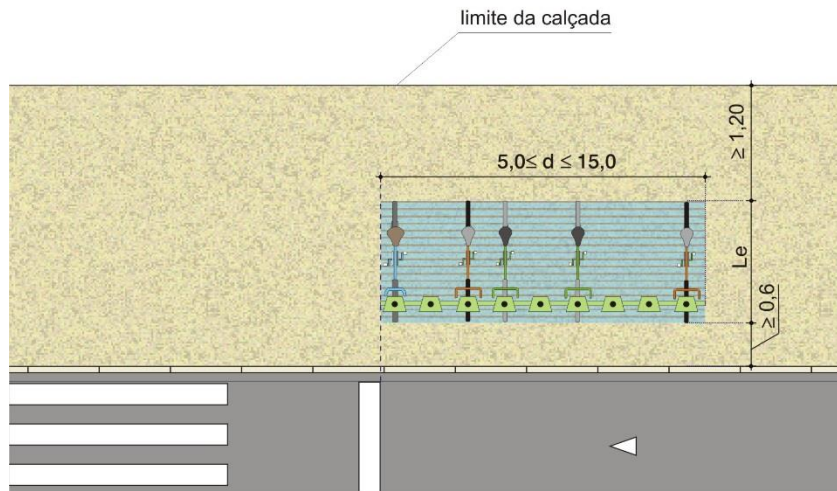 limite da calçada
≥ 1,20
5,0≤ d ≤ 15,0
Le
≥ 0,6